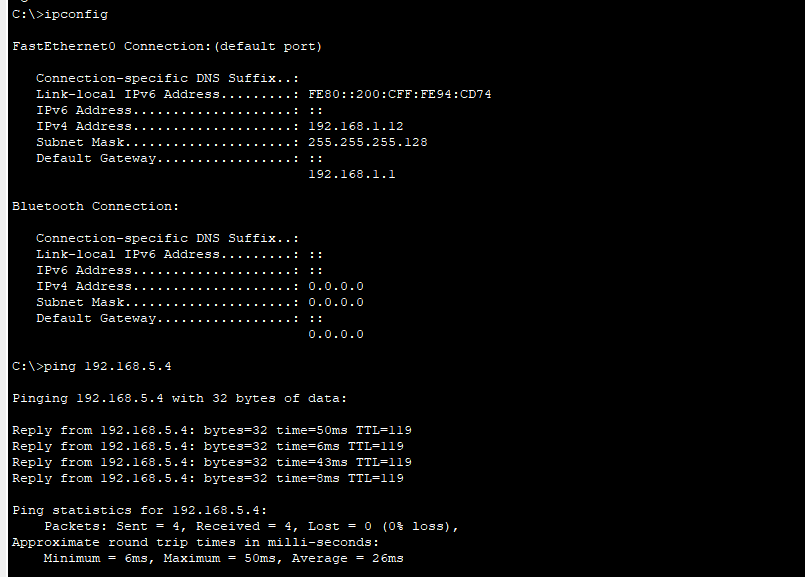 C:\>ipconfig
FastEthernet0 Connection:(default port)
Connection-specific DNS Suffix..:
Link-local IPv6 Address.........: FE80::200:CFF:FE94:CD74
IPv6 Address....................: ::
IPv4 Address....................: 192.168.1.12
Subnet Mask.....................: 255.255.255.128
Default Gateway.................: ::
192.168.1.1
Bluetooth Connection:
Connection-specific DNS Suffix..:
Link-local IPv6 Address.........: ::
IPv6 Address....................: ::
IPv4 Address....................: 0.0.0.0
Subnet Mask.....................: 0.0.0.0
Default Gateway.................: ::
0.0.0.0
C:\>ping 192.168.5.4
Pinging 192.168.5.4 with 32 bytes of data:
Reply from 192.168.5.4: bytes=32 time=50ms TTL=119
Reply from 192.168.5.4: bytes=32 time=6ms TTL=119
Reply from 192.168.5.4: bytes=32 time=43ms TTL=119
Reply from 192.168.5.4: bytes=32 time=8ms TTL=119
Ping statistics for 192.168.5.4:
Packets: Sent = 4, Received = 4, Lost = 0 (0% loss),
Approximate round trip times in milli-seconds:
Minimum = 6ms, Maximum = 50ms, Average = 26ms